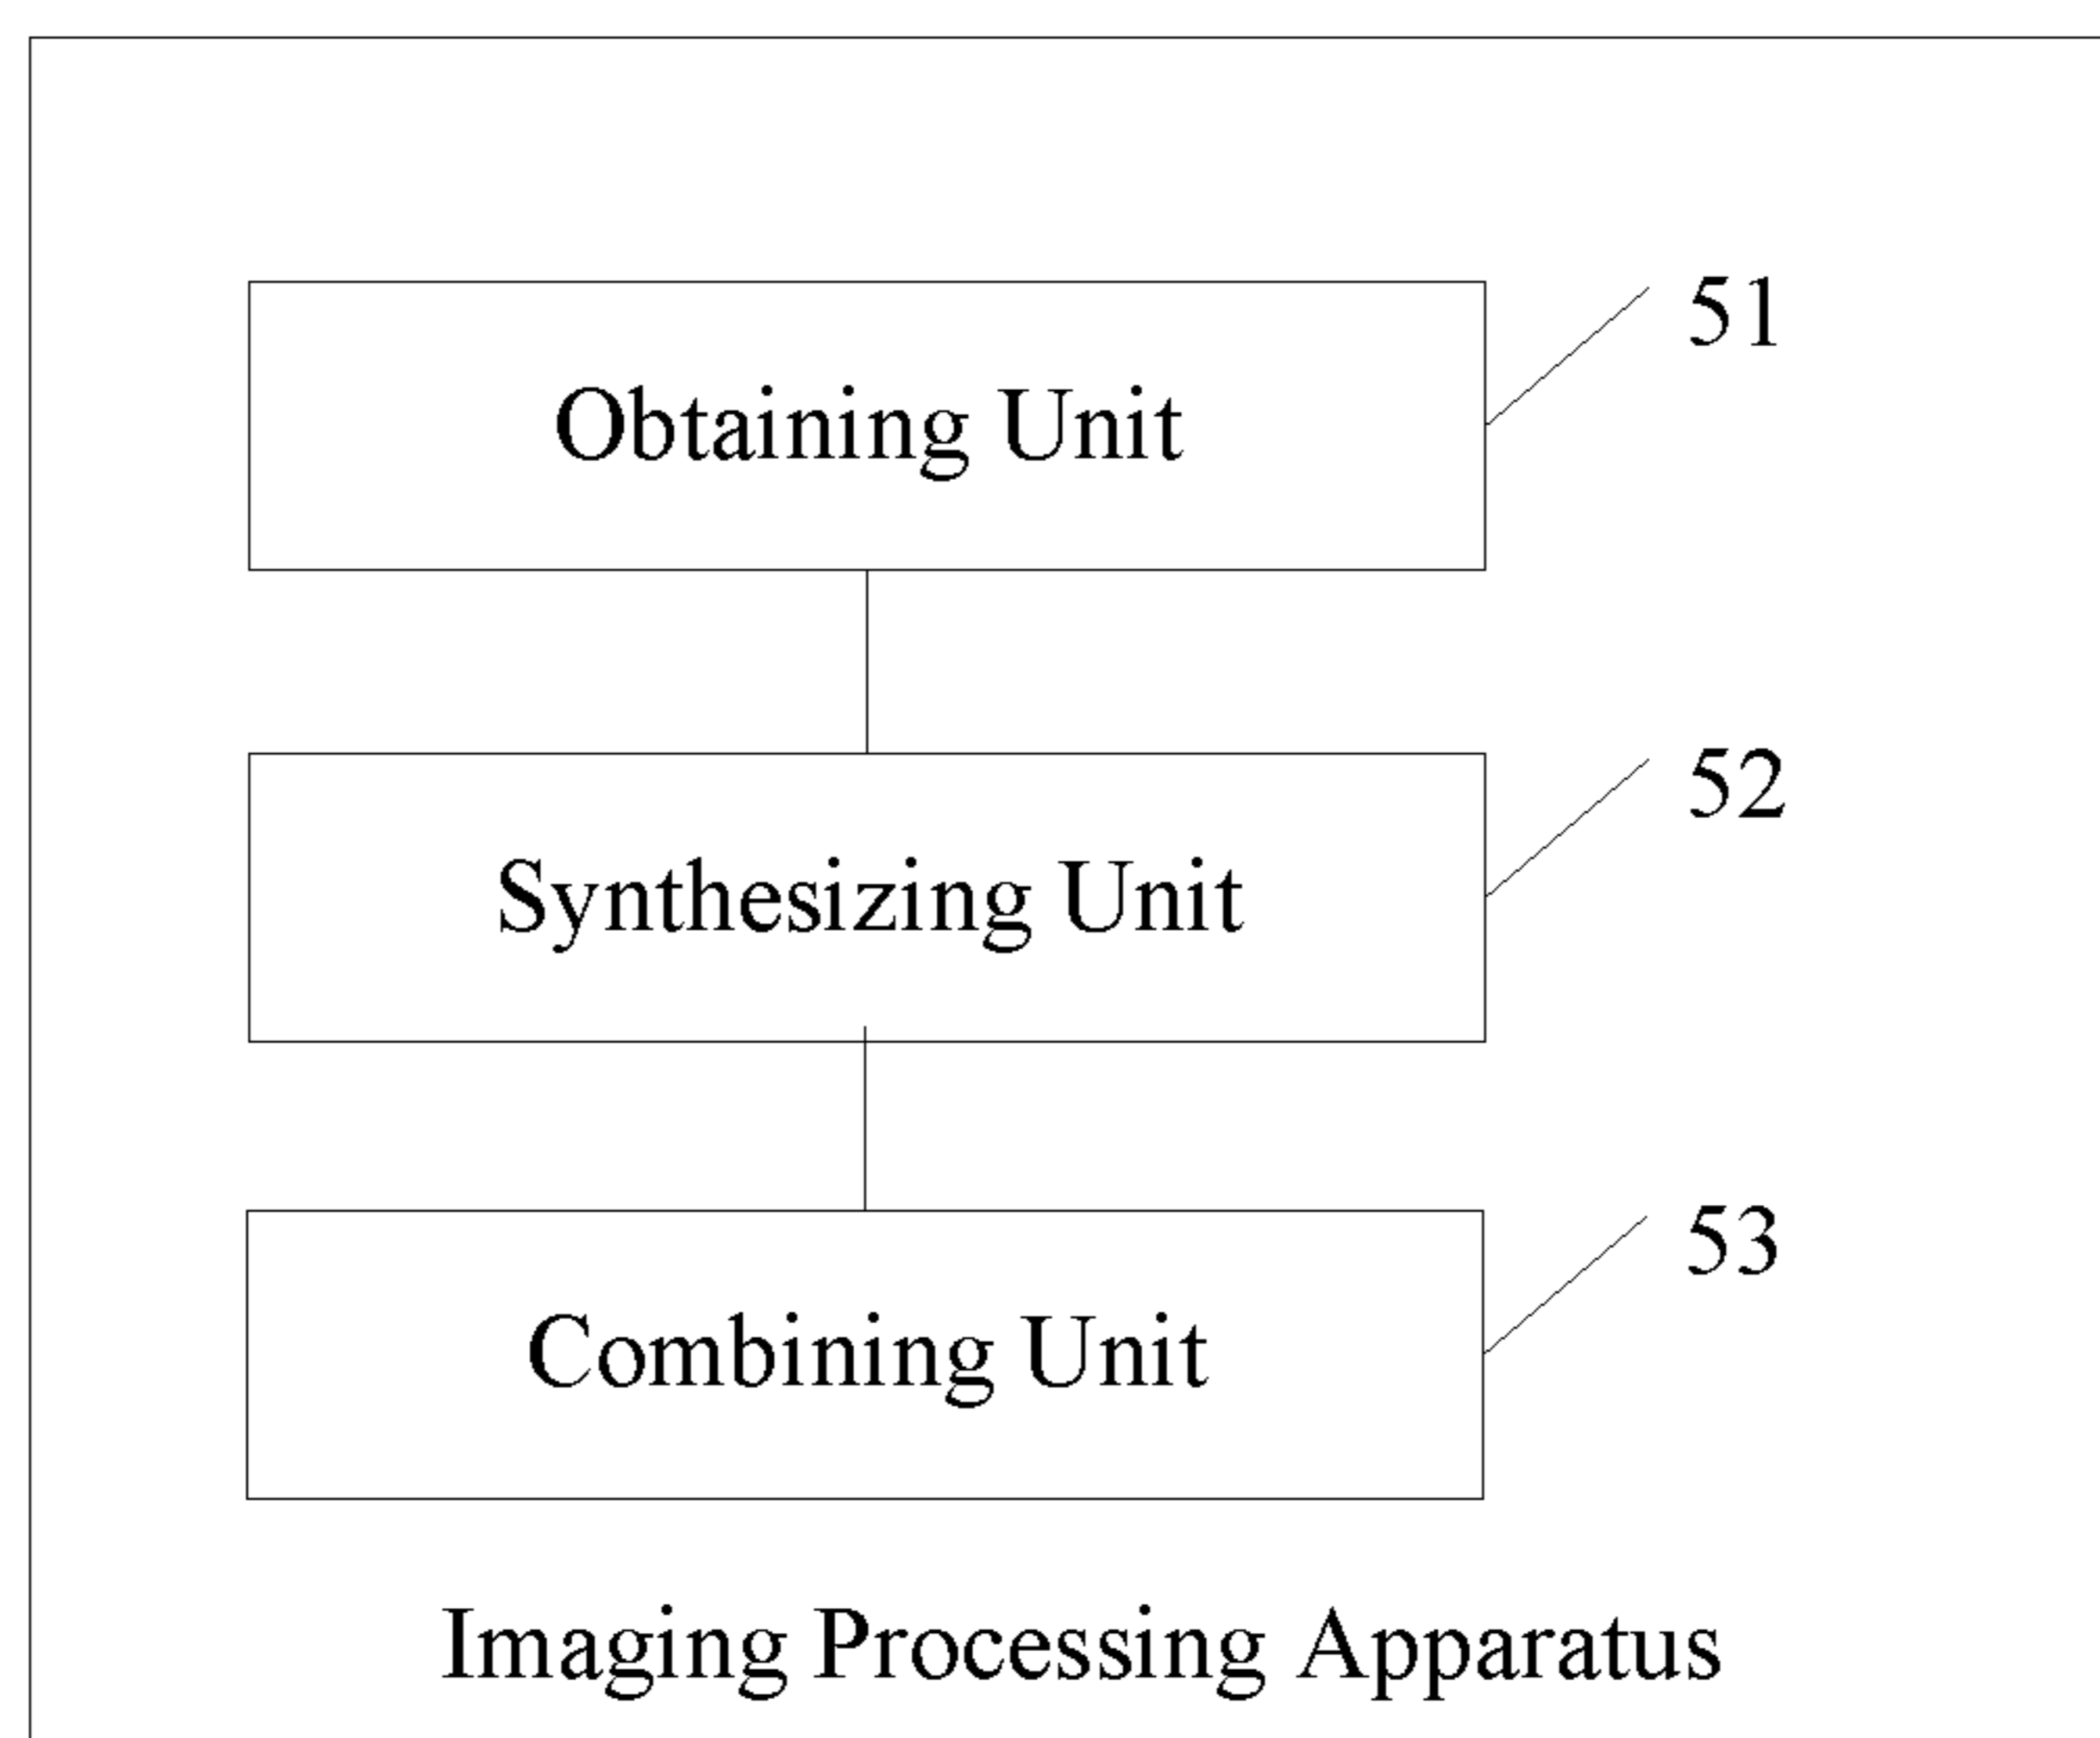 51
Obtaining Unit
52
Synthesizing Unit
53
Combining Unit
Imaging Processing Apparatus